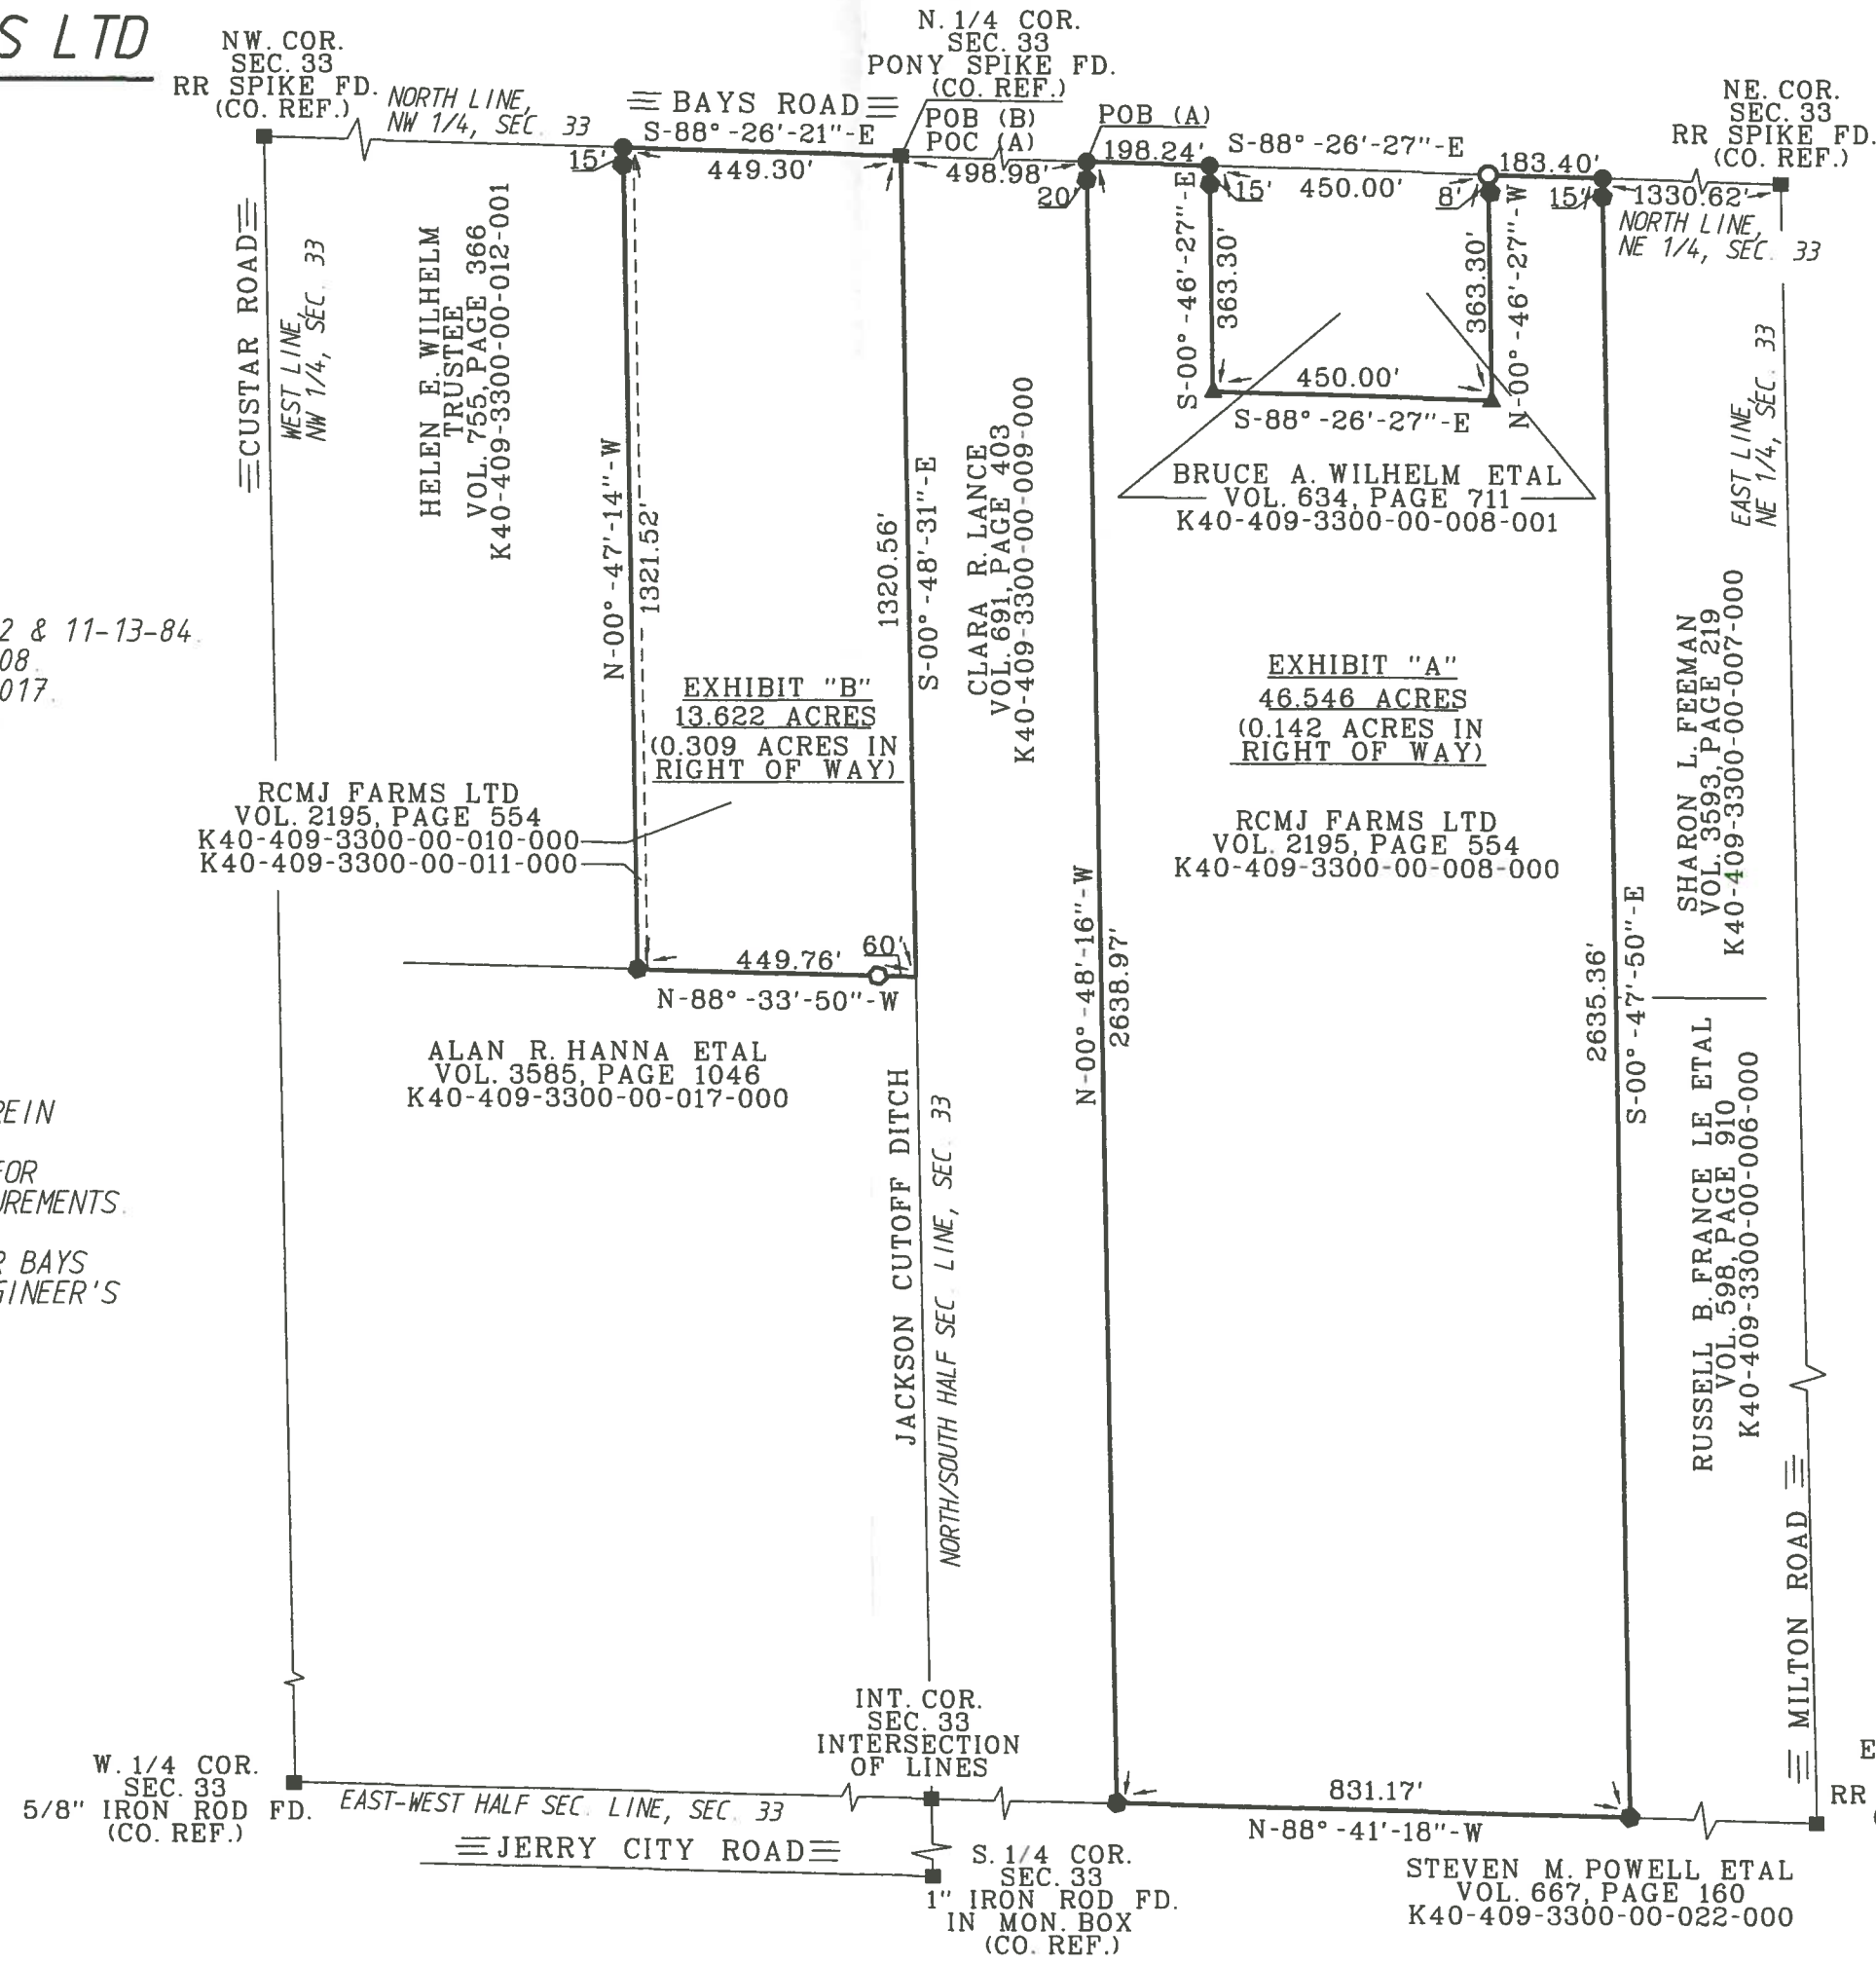 S LTD
NW. COR.
SEC. 33
RR SPIKE FD.
(CO. REF.)
NORTH LINE,
NW 1/4, SEC. 33
BAYS ROAD
S-88°-26'-21"-E
449.30'
15'
N. 1/4 COR.
SEC. 33
PONY SPIKE FD.
(CO. REF.)
POB (B)
POC (A)
498.98'
POB (A)
198.24'
20'
S-88°-26'-27"-E
15'
450.00'
8'
183.40'
15'
1330.62'
NE. COR.
SEC. 33
RR SPIKE FD.
(CO. REF.)
NORTH LINE,
NE 1/4, SEC. 33
CUSTAR ROAD
WEST LINE,
NW 1/4, SEC. 33
HELEN E. WILHELM
TRUSTEE
VOL. 755, PAGE 366
K40-409-3300-00-012-001
N-00°-47'-14"-W
1321.52'
1320.56'
S-00°-48'-31"-E
CLARA R. LANCE
VOL. 691, PAGE 403
K40-409-3300-00-009-000
S-00°-46'-27"-E
363.30'
363.30'
N-00°-46'-27"-W
450.00'
S-88°-26'-27"-E
BRUCE A. WILHELM ETAL
VOL. 634, PAGE 711
K40-409-3300-00-008-001
EAST LINE,
NE 1/4, SEC. 33
2 & 11-13-84.
08.
017.
EXHIBIT "B"
13.622 ACRES
(0.309 ACRES IN
RIGHT OF WAY)
EXHIBIT "A"
46.546 ACRES
(0.142 ACRES IN
RIGHT OF WAY)
SHARON L. FEEMAN
VOL. 3593, PAGE 219
K40-409-3300-00-007-000
RCMJ FARMS LTD
VOL. 2195, PAGE 554
K40-409-3300-00-010-000
K40-409-3300-00-011-000
RCMJ FARMS LTD
VOL. 2195, PAGE 554
K40-409-3300-00-008-000
449.76'
60'
N-88°-33'-50"-W
N-00°-48'-16"-W
2638.97'
2635.36'
S-00°-47'-50"-E
ALAN R. HANNA ETAL
VOL. 3585, PAGE 1046
K40-409-3300-00-017-000
REIN
FOR
UREMENTS.
R BAYS
GINEER'S
JACKSON CUTOFF DITCH
NORTH/SOUTH HALF SEC. LINE, SEC. 33
RUSSELL B. FRANCE LE ETAL
VOL. 598, PAGE 910
K40-409-3300-00-006-000
MILTON ROAD
INT. COR.
SEC. 33
INTERSECTION
OF LINES
W. 1/4 COR.
SEC. 33
5/8" IRON ROD FD.
(CO. REF.)
EAST-WEST HALF SEC. LINE, SEC. 33
JERRY CITY ROAD
831.17'
N-88°-41'-18"-W
E
RR
S. 1/4 COR.
SEC. 33
1" IRON ROD FD.
IN MON. BOX
(CO. REF.)
STEVEN M. POWELL ETAL
VOL. 667, PAGE 160
K40-409-3300-00-022-000